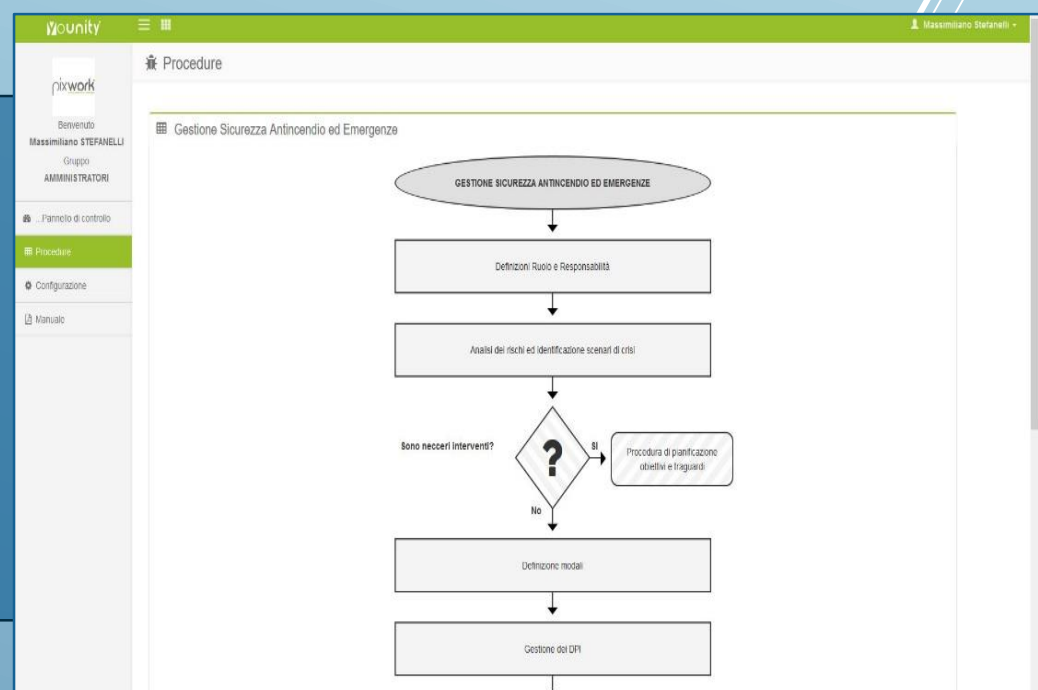 Younity
Massimiliano Stefanelli
Procedure
pixwork
Benvenuto
Massimiliano STEFANELLI
Gruppo
AMMINISTRATORI
...Pannello di controllo
Procedure
Configurazione
Manuale
Gestione Sicurezza Antincendio ed Emergenze
GESTIONE SICUREZZA ANTINCENDIO ED EMERGENZE
Definizioni Ruolo e Responsabilità
Analisi dei rischi ed identificazione scenari di crisi
Sono necceri interventi?
?
SI
Procedura di pianificazione
obiettivi e traguardi
No
Definizione modali
Gestione dei DPI